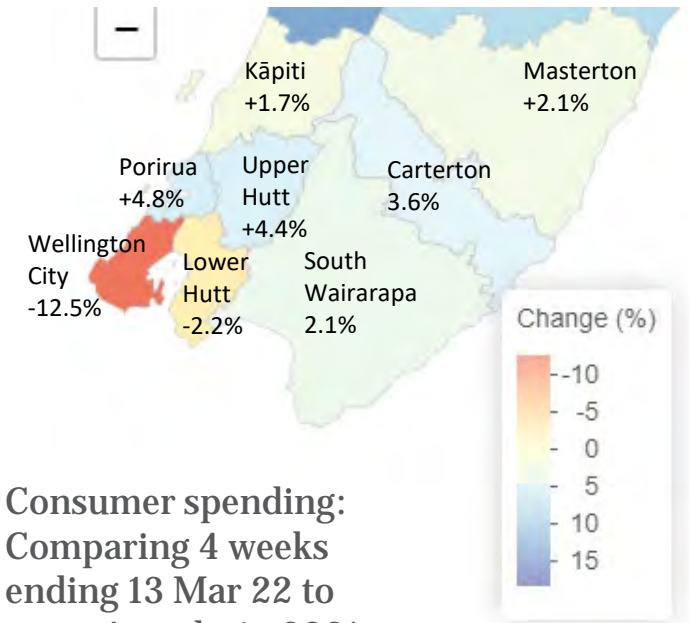 −
Kāpiti
+1.7%
Masterton
+2.1%
Porirua
+4.8%
Upper
Hutt
+4.4%
Carterton
3.6%
Wellington
City
-12.5%
Lower
Hutt
-2.2%
South
Wairarapa
2.1%
Change (%)
-10
-5
0
5
10
15
Consumer spending:
Comparing 4 weeks
ending 13 Mar 22 to